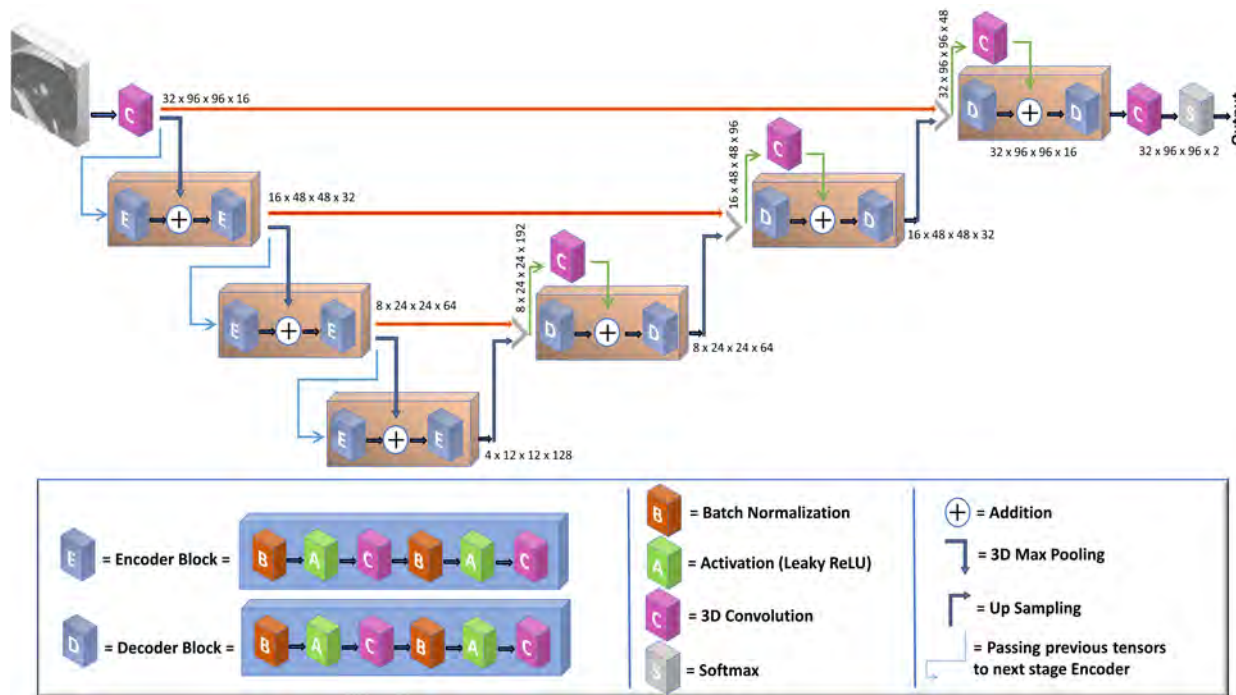 32 x 96 x 96 x 16
C
E
E
16 x 48 x 48 x 32
E
E
8 x 24 x 24 x 64
E
E
4 x 12 x 12 x 128
8 x 24 x 24 x 192
C
D
D
8 x 24 x 24 x 64
16 x 48 x 48 x 96
C
D
D
16 x 48 x 48 x 32
32 x 96 x 96 x 48
C
D
D
C
S
Output
32 x 96 x 96 x 16
32 x 96 x 96 x 2
E = Encoder Block = B A C B A C
D = Decoder Block = B A C B A C
B = Batch Normalization
A = Activation (Leaky ReLU)
C = 3D Convolution
S = Softmax
+ = Addition
= 3D Max Pooling
= Up Sampling
= Passing previous tensors
to next stage Encoder